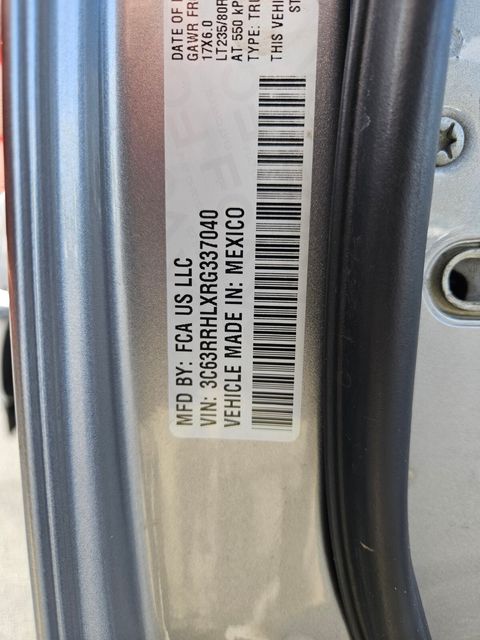 DATE OF
GAWR FR
17X6.0
LT235/80R
AT 550 kP
TYPE: TRU
THIS VEHI
ST
MFD BY: FCA US LLC
VIN: 3C63RRHLXRG337040
VEHICLE MADE IN: MEXICO